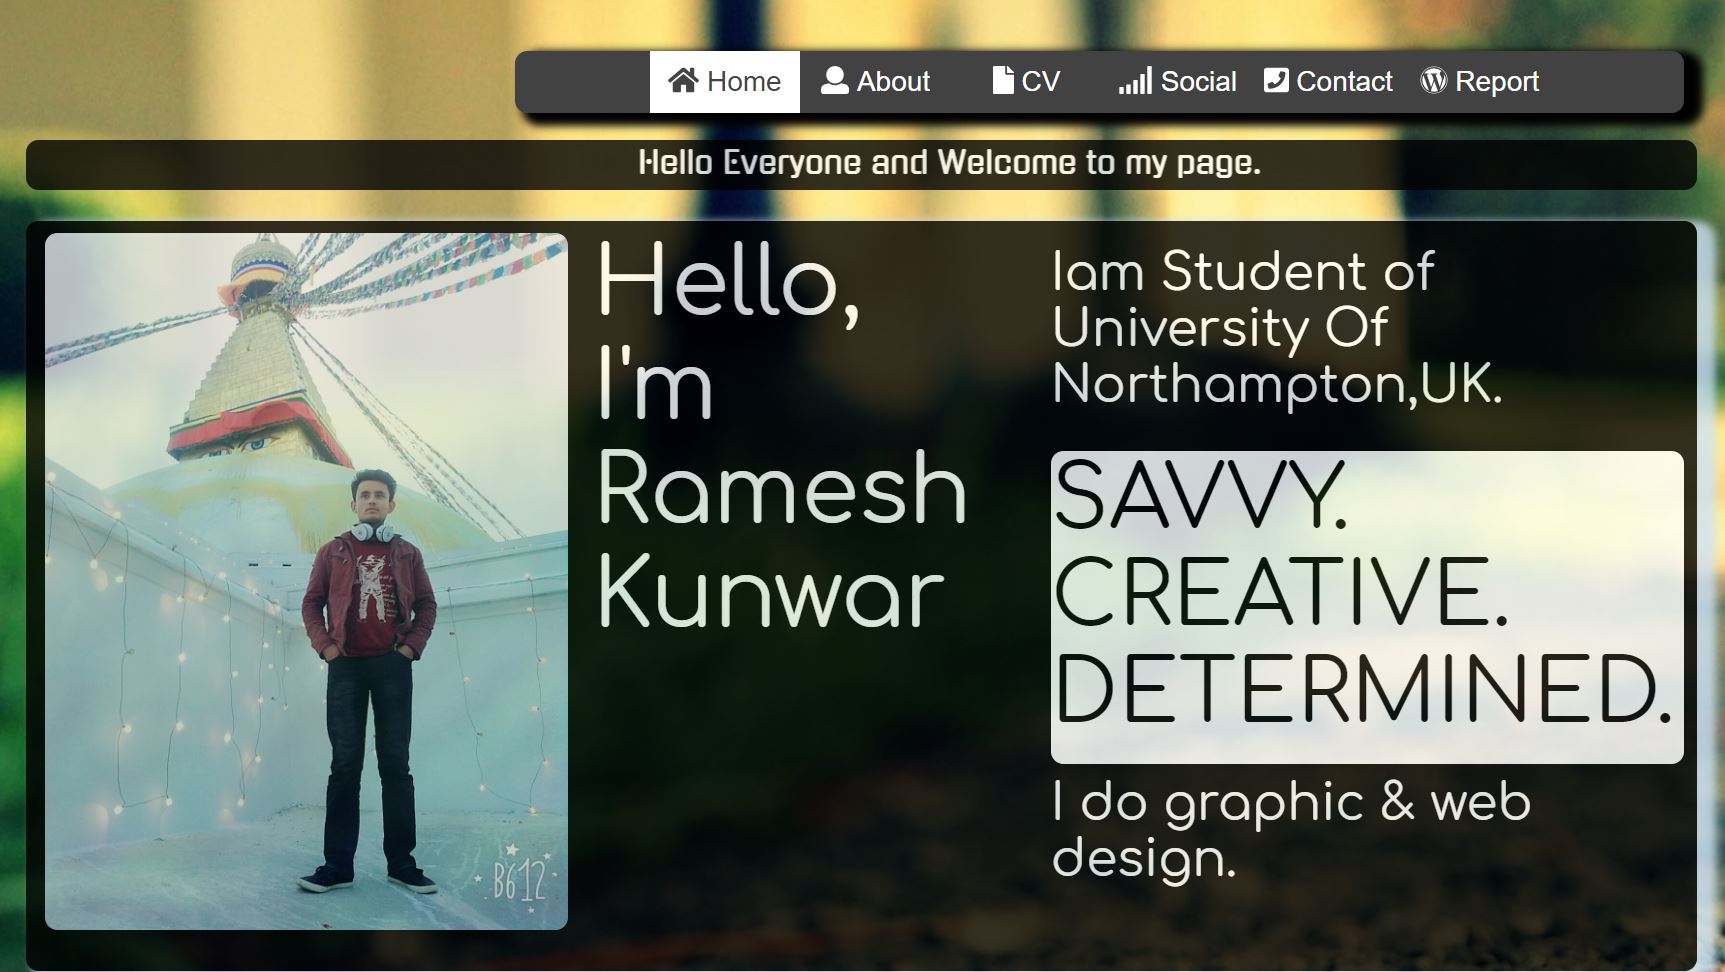 Home About CV Social Contact Report
Hello Everyone and Welcome to my page.
Hello,
I'm
Ramesh
Kunwar
Iam Student of
University Of
Northampton,UK.
SAVVY.
CREATIVE.
DETERMINED.
I do graphic & web
design.
B612